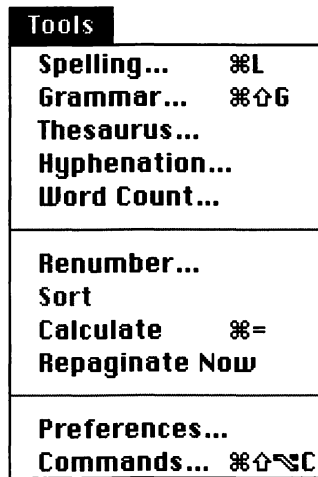 Tools
Spelling... ⌘L
Grammar... ⌘⇧G
Thesaurus...
Hyphenation...
Word Count...
Renumber...
Sort
Calculate ⌘=
Repaginate Now
Preferences...
Commands... ⌘⇧⌥C